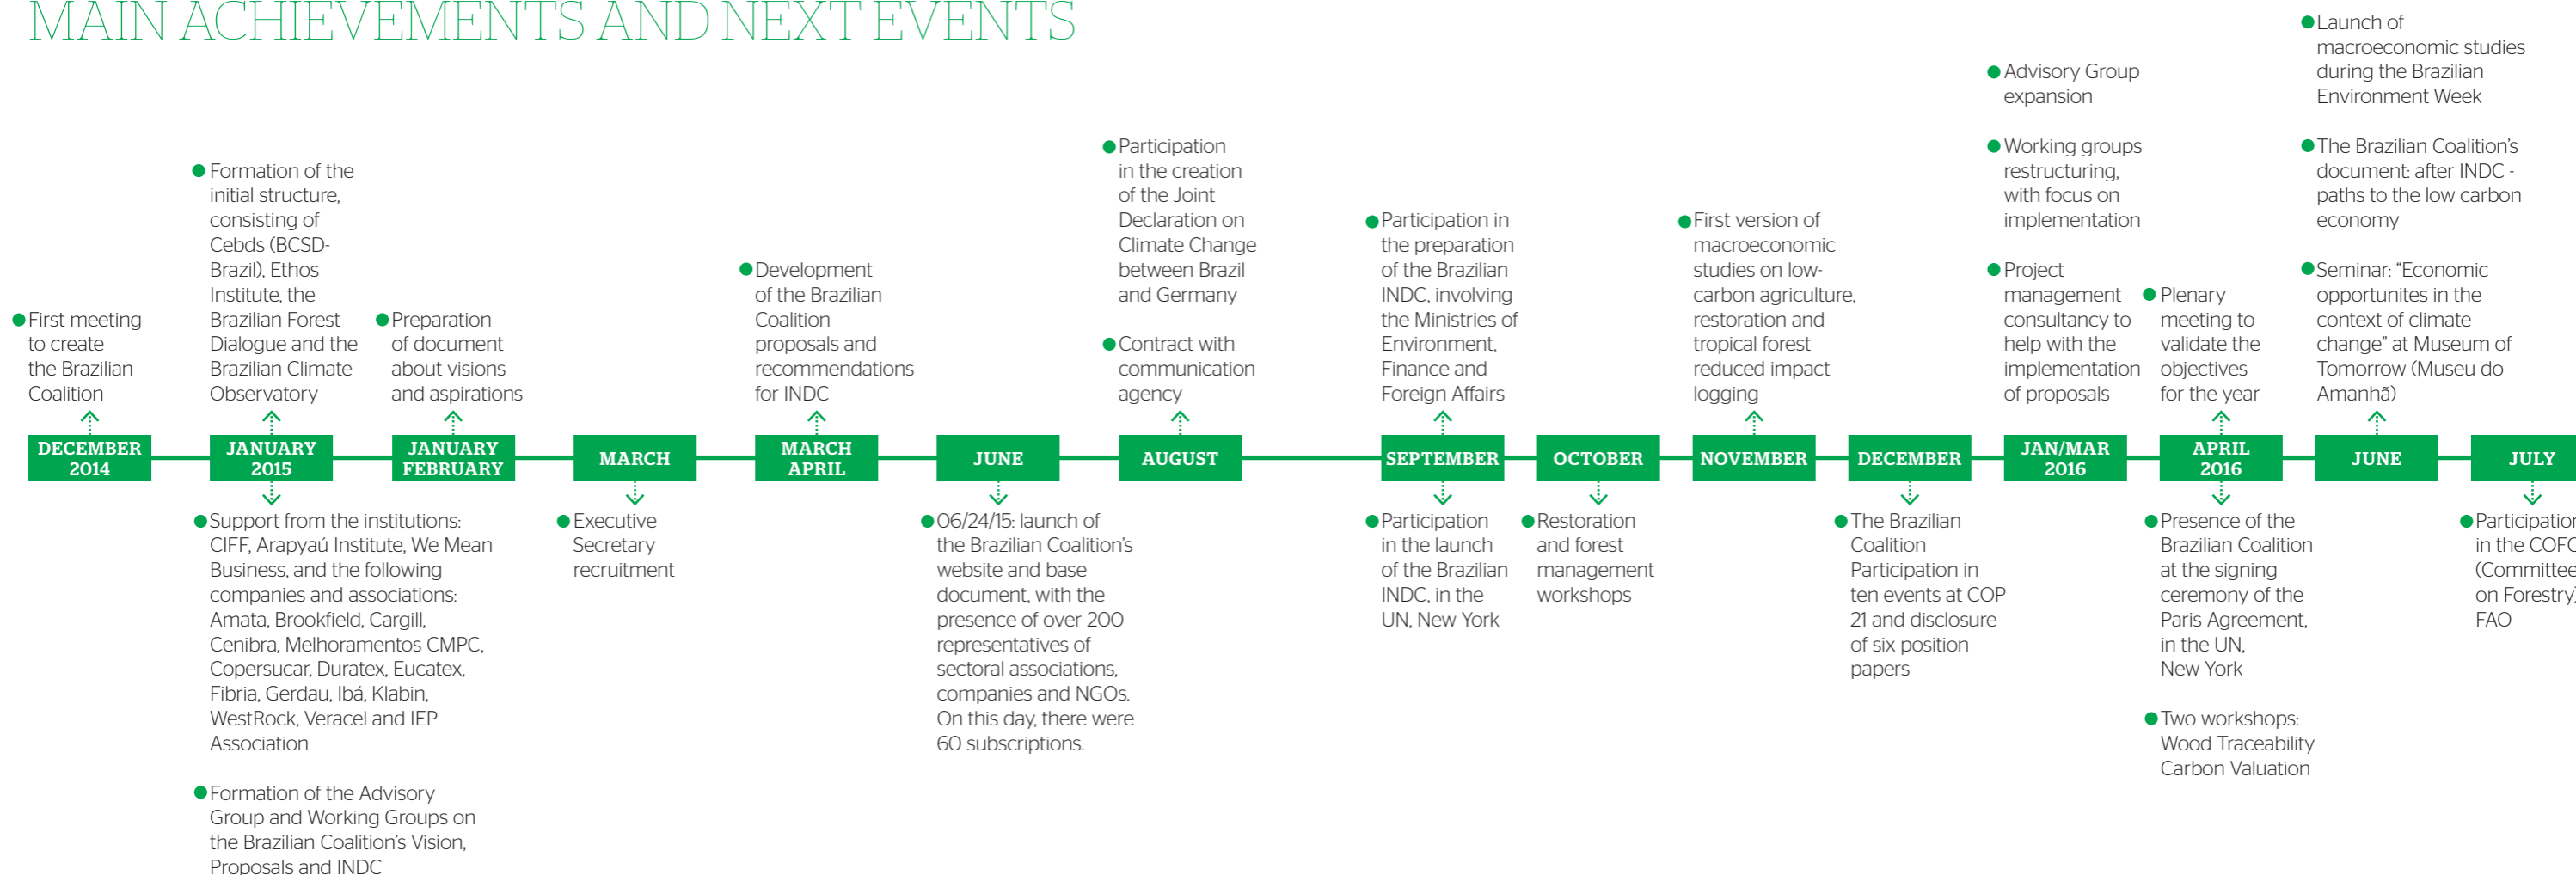 MAIN ACHIEVEMENTS AND NEXT EVENTS
First meeting
to create
the Brazilian
Coalition
DECEMBER
2014
Formation of the
initial structure,
consisting of
Cebds (BCSD-
Brazil), Ethos
Institute, the
Brazilian Forest
Dialogue and the
Brazilian Climate
Observatory
JANUARY
2015
Support from the institutions:
CIFF, Arapyaú Institute, We Mean
Business, and the following
companies and associations:
Amata, Brookfield, Cargill,
Cenibra, Melhoramentos CMPC,
Copersucar, Duratex, Eucatex,
Fibria, Gerdau, Ibá, Klabin,
WestRock, Veracel and IEP
Association
Formation of the Advisory
Group and Working Groups on
the Brazilian Coalition's Vision,
Proposals and INDC
Preparation
of document
about visions
and aspirations
JANUARY
FEBRUARY
MARCH
Executive
Secretary
recruitment
Development
of the Brazilian
Coalition
proposals and
recommendations
for INDC
MARCH
APRIL
JUNE
06/24/15: launch of
the Brazilian Coalition's
website and base
document, with the
presence of over 200
representatives of
sectoral associations,
companies and NGOs.
On this day, there were
60 subscriptions.
Participation
in the creation
of the Joint
Declaration on
Climate Change
between Brazil
and Germany
Contract with
communication
agency
AUGUST
Participation in
the preparation
of the Brazilian
INDC, involving
the Ministries of
Environment,
Finance and
Foreign Affairs
SEPTEMBER
Participation
in the launch
of the Brazilian
INDC, in the
UN, New York
OCTOBER
Restoration
and forest
management
workshops
First version of
macroeconomic
studies on low-
carbon agriculture,
restoration and
tropical forest
reduced impact
logging
NOVEMBER
DECEMBER
The Brazilian
Coalition
Participation in
ten events at COP
21 and disclosure
of six position
papers
Advisory Group
expansion
Working groups
restructuring,
with focus on
implementation
Project
management
consultancy to
help with the
implementation
of proposals
JAN/MAR
2016
Plenary
meeting to
validate the
objectives
for the year
APRIL
2016
Presence of the
Brazilian Coalition
at the signing
ceremony of the
Paris Agreement,
in the UN,
New York
Two workshops:
Wood Traceability
Carbon Valuation
Launch of
macroeconomic studies
during the Brazilian
Environment Week
The Brazilian Coalition's
document: after INDC -
paths to the low carbon
economy
Seminar: “Economic
opportunites in the
context of climate
change” at Museum of
Tomorrow (Museu do
Amanhã)
JUNE
JULY
Participation
in the
(Committee
on Forestry)
FAO